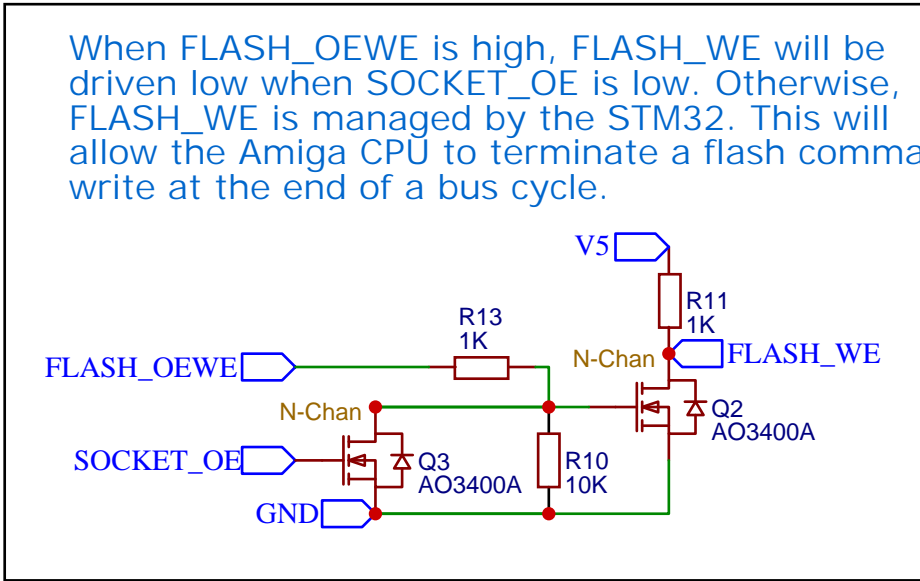 When FLASH_OEWE is high, FLASH_WE will be
driven low when SOCKET_OE is low. Otherwise,
FLASH_WE is managed by the STM32. This will
allow the Amiga CPU to terminate a flash comma
write at the end of a bus cycle.
V5
R11
1K
R13
1K
N-Chan
FLASH_WE
FLASH_OEWE
N-Chan
Q2
AO3400A
SOCKET_OE
Q3
AO3400A
R10
10K
GND